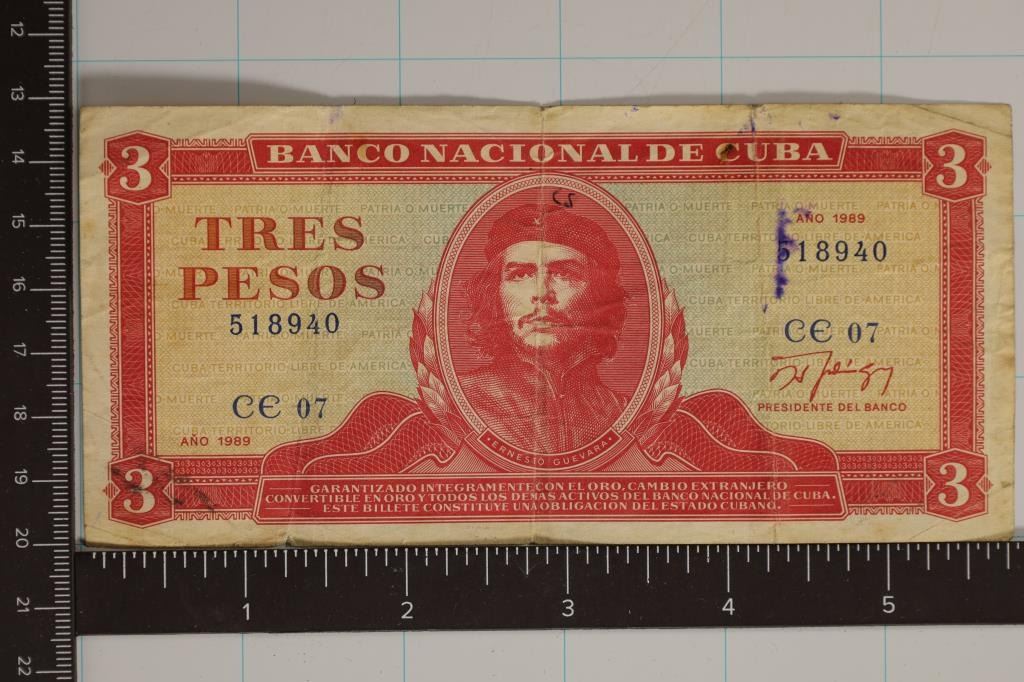 BANCO NACIONAL DE CUBA
3
3
TRES
PESOS
518940
CE 07
AÑO 1989
CS
ERNESTO GUEVARA
AÑO 1989
518940
CE 07
PRESIDENTE DEL BANCO
PATRIA O MUERTE
CUBA TERRITORIO LIBRE DE AMERICA
3
3
GARANTIZADO INTEGRAMENTE CON EL ORO, CAMBIO EXTRANJERO
CONVERTIBLE EN ORO Y TODOS LOS DEMAS ACTIVOS DEL BANCO NACIONAL DE CUBA.
ESTE BILLETE CONSTITUYE UNA OBLIGACION DEL ESTADO CUBANO.
12
13
14
15
16
17
18
19
20
21
22
1 2 3 4 5